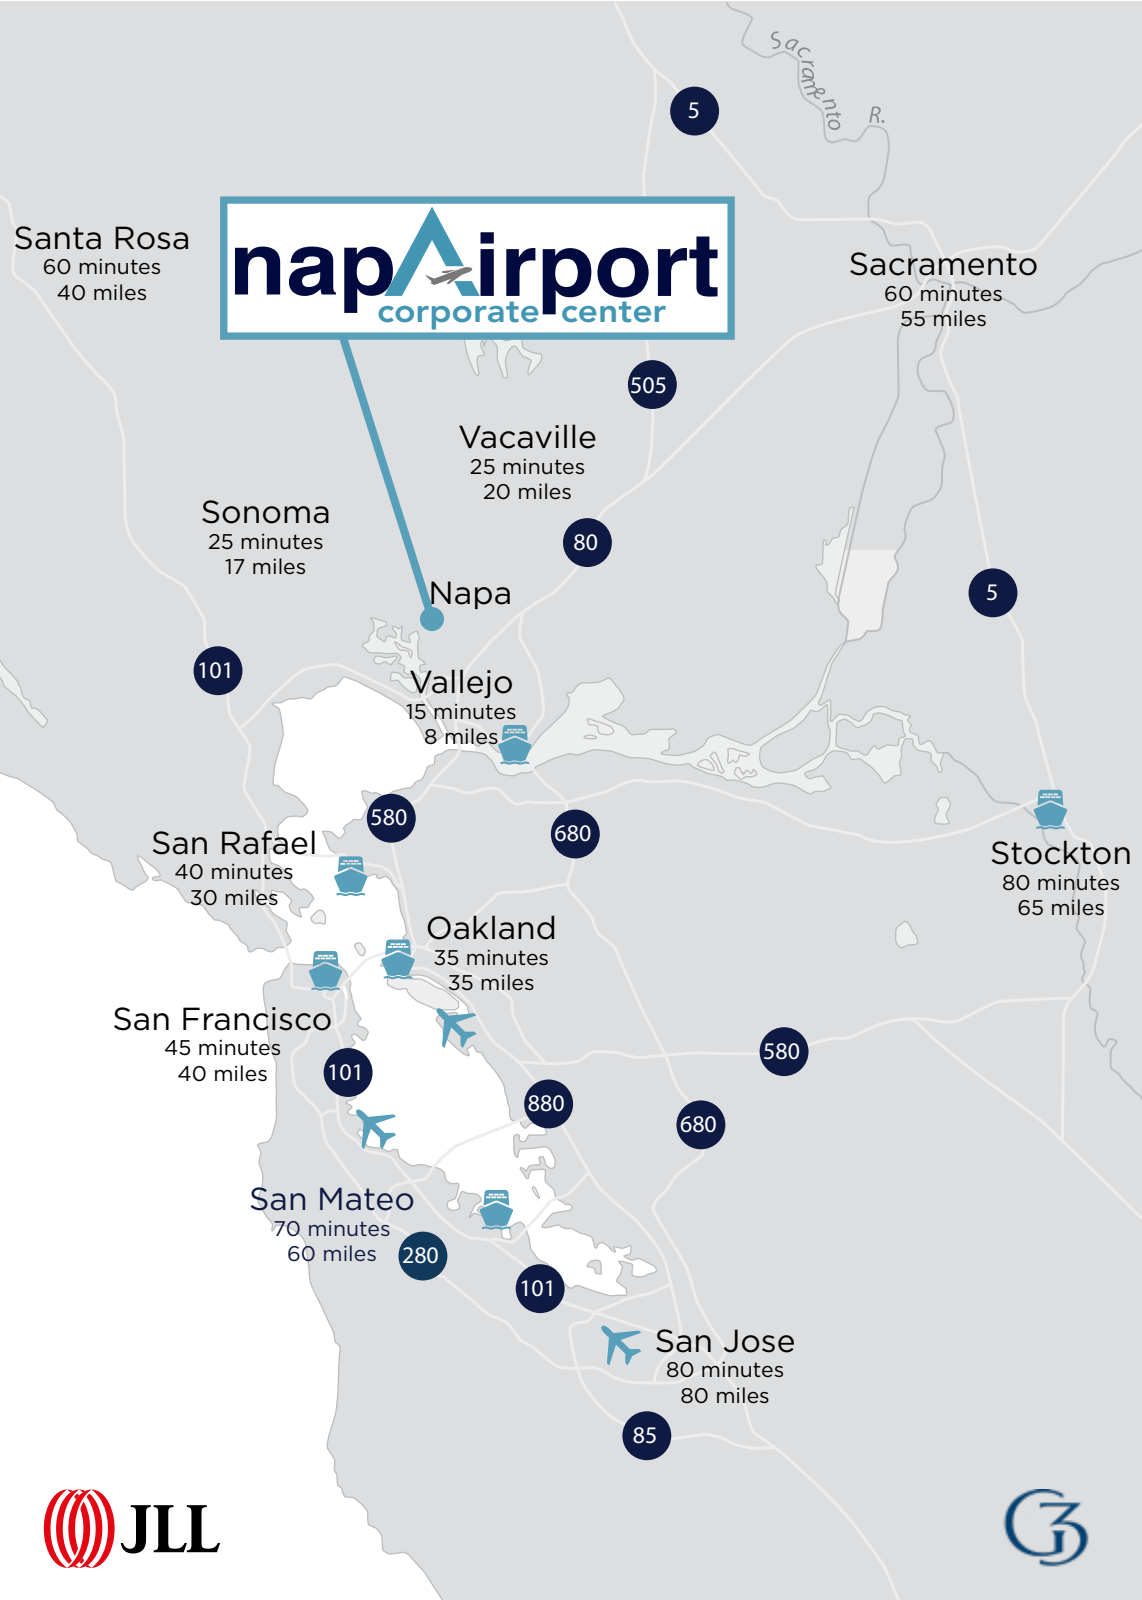 Sacramento R.
5
napAirport
corporate center
Santa Rosa
60 minutes
40 miles
Sacramento
60 minutes
55 miles
505
Vacaville
25 minutes
20 miles
Sonoma
25 minutes
17 miles
80
Napa
5
101
Vallejo
15 minutes
8 miles
580
680
San Rafael
40 minutes
30 miles
Stockton
80 minutes
65 miles
Oakland
35 minutes
35 miles
San Francisco
45 minutes
40 miles
580
101
880
680
San Mateo
70 minutes
60 miles
280
101
San Jose
80 minutes
80 miles
85
JLL
G3